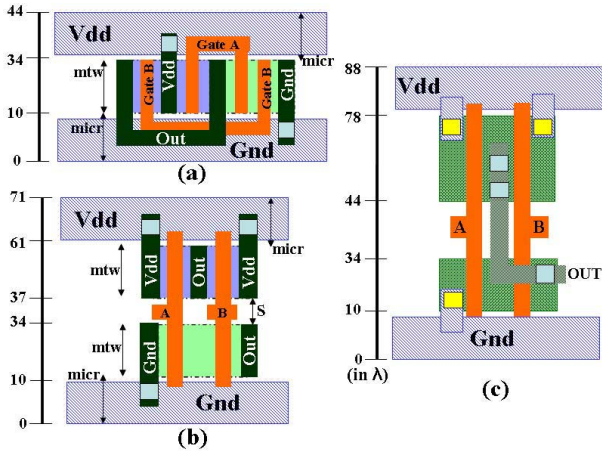 44
34
10
0
mtw
micr
Vdd
Gate A
Gate B
Vdd
Gate B
Gnd
micr
Out
Gnd
(a)
71
61
37
34
10
0
mtw
mtw
micr
Vdd
micr
Vdd
Out
Vdd
A
B
S
Gnd
Out
Gnd
(b)
88
78
44
34
10
0
(in λ)
Vdd
A
B
OUT
Gnd
(c)